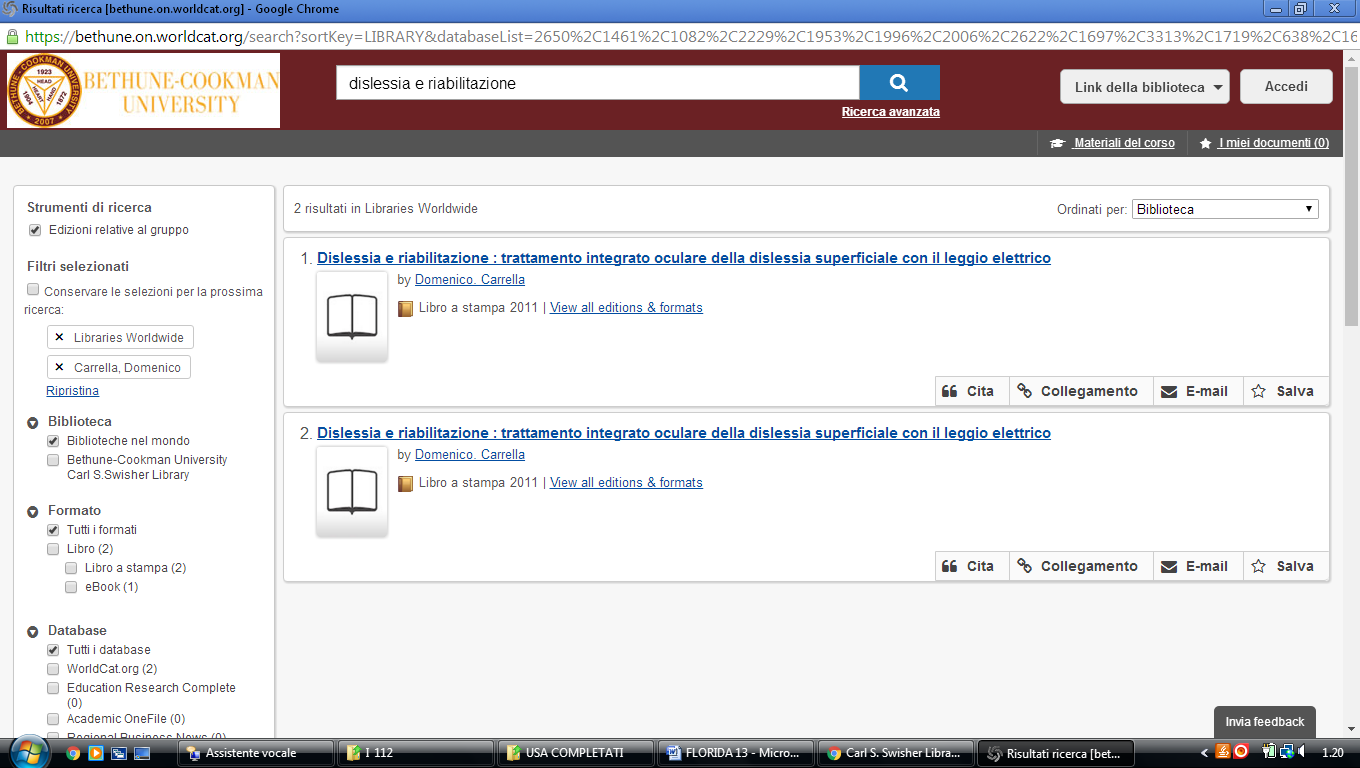 Risultati ricerca [bethune.on.worldcat.org] - Google Chrome
https://bethune.on.worldcat.org/search?sortKey=LIBRARY&databaseList=2650%2C1461%2C1082%2C2229%2C1953%2C1996%2C2006%2C2622%2C1697%2C3313%2C1719%2C638%2C16
BETHUNE-COOKMAN
UNIVERSITY
dislessia e riabilitazione
Ricerca avanzata
Link della biblioteca
Accedi
Materiali del corso
I miei documenti (0)
Strumenti di ricerca
Edizioni relative al gruppo
Filtri selezionati
Conservare le selezioni per la prossima
ricerca:
× Libraries Worldwide
× Carrella, Domenico
Ripristina
Biblioteca
Biblioteche nel mondo
Bethune-Cookman University
Carl S.Swisher Library
Formato
Tutti i formati
Libro (2)
Libro a stampa (2)
eBook (1)
Database
Tutti i database
WorldCat.org (2)
Education Research Complete
(0)
Academic OneFile (0)
Regional Business News (0)
2 risultati in Libraries Worldwide
Ordinati per: Biblioteca
1. Dislessia e riabilitazione : trattamento integrato oculare della dislessia superficiale con il leggio elettrico
by Domenico. Carrella
Libro a stampa 2011 | View all editions & formats
Cita Collegamento E-mail Salva
2. Dislessia e riabilitazione : trattamento integrato oculare della dislessia superficiale con il leggio elettrico
by Domenico. Carrella
Libro a stampa 2011 | View all editions & formats
Cita Collegamento E-mail Salva
Invia feedback
Assistente vocale
I 112
USA COMPLETATI
FLORIDA 13 - Micro...
Carl S. Swisher Libra...
Risultati ricerca [bet...
1.20